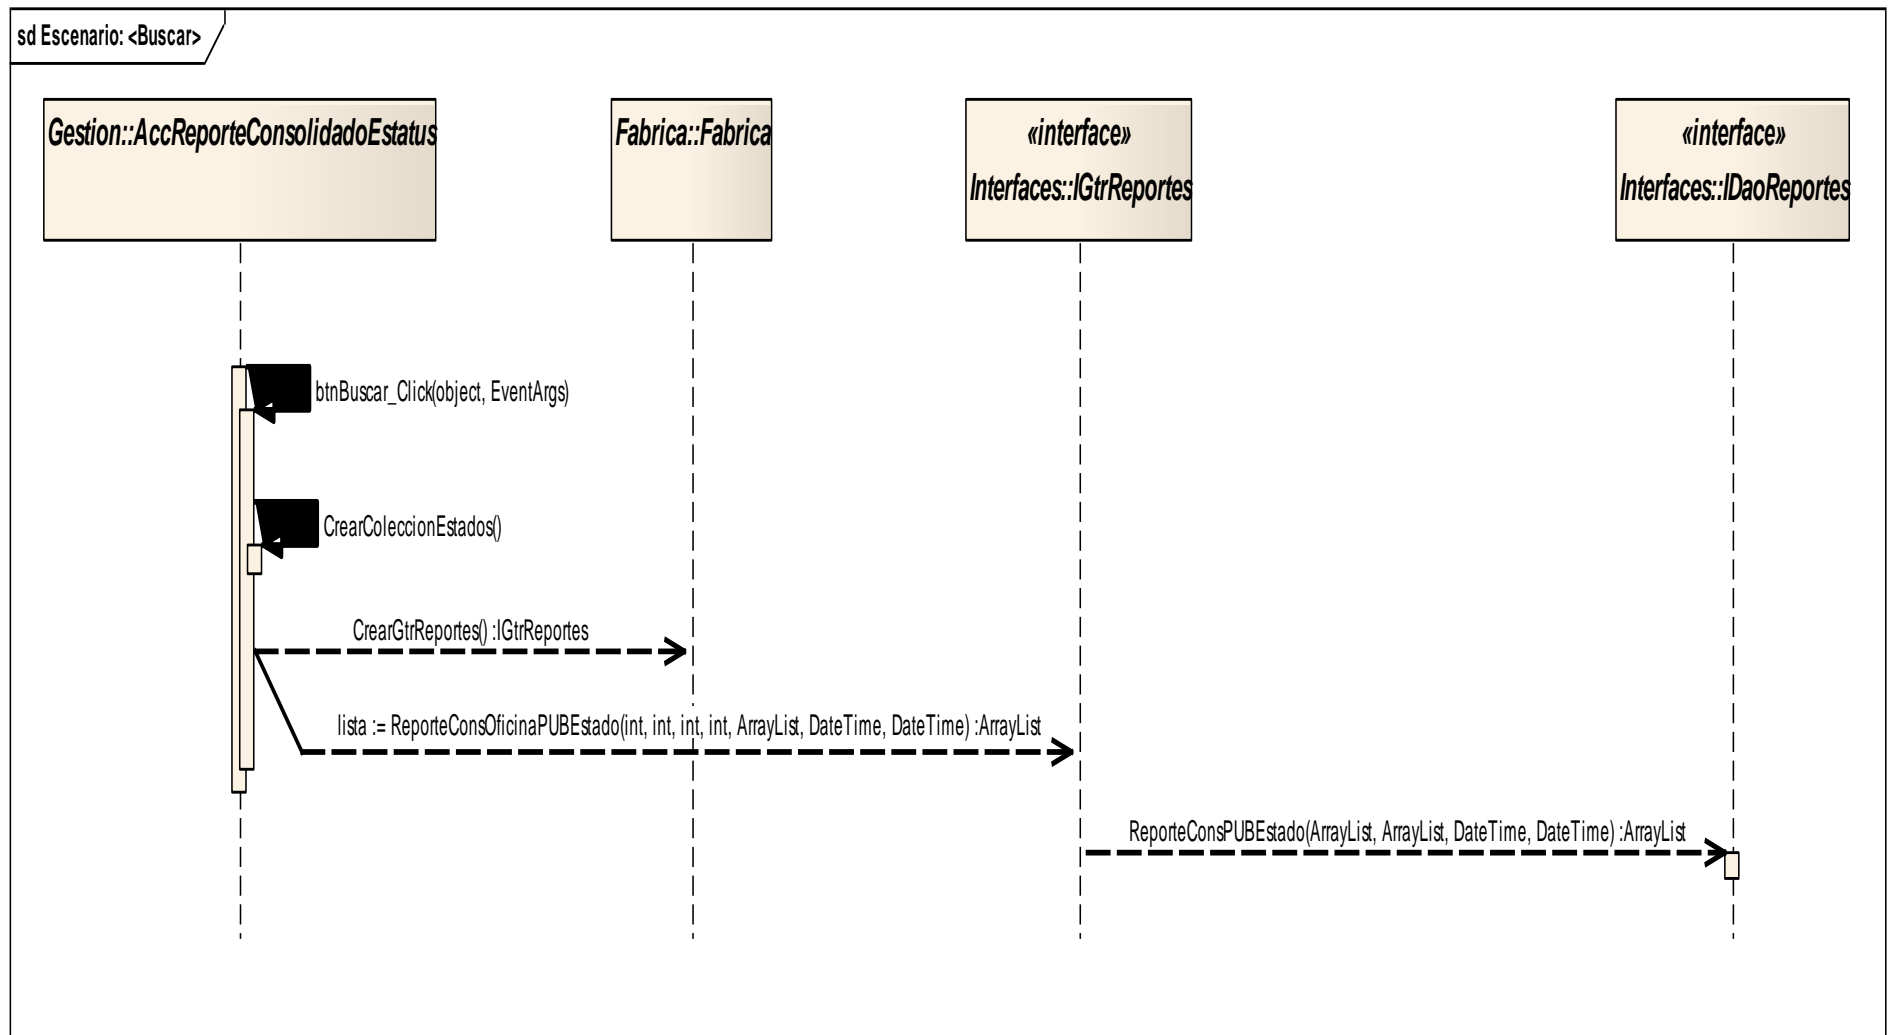 sd Escenario: <Buscar>
Gestion::AccReporteConsolidadoEstatus
Fabrica::Fabrica
«interface»
Interfaces::IGtrReportes
«interface»
Interfaces::IDaoReportes
btnBuscar_Click(object, EventArgs)
CrearColeccionEstados()
CrearGtrReportes() :IGtrReportes
lista := ReporteConsOficinaPUBEstado(int, int, int, int, ArrayList, DateTime, DateTime) :ArrayList
ReporteConsPUBEstado(ArrayList, ArrayList, DateTime, DateTime) :ArrayList